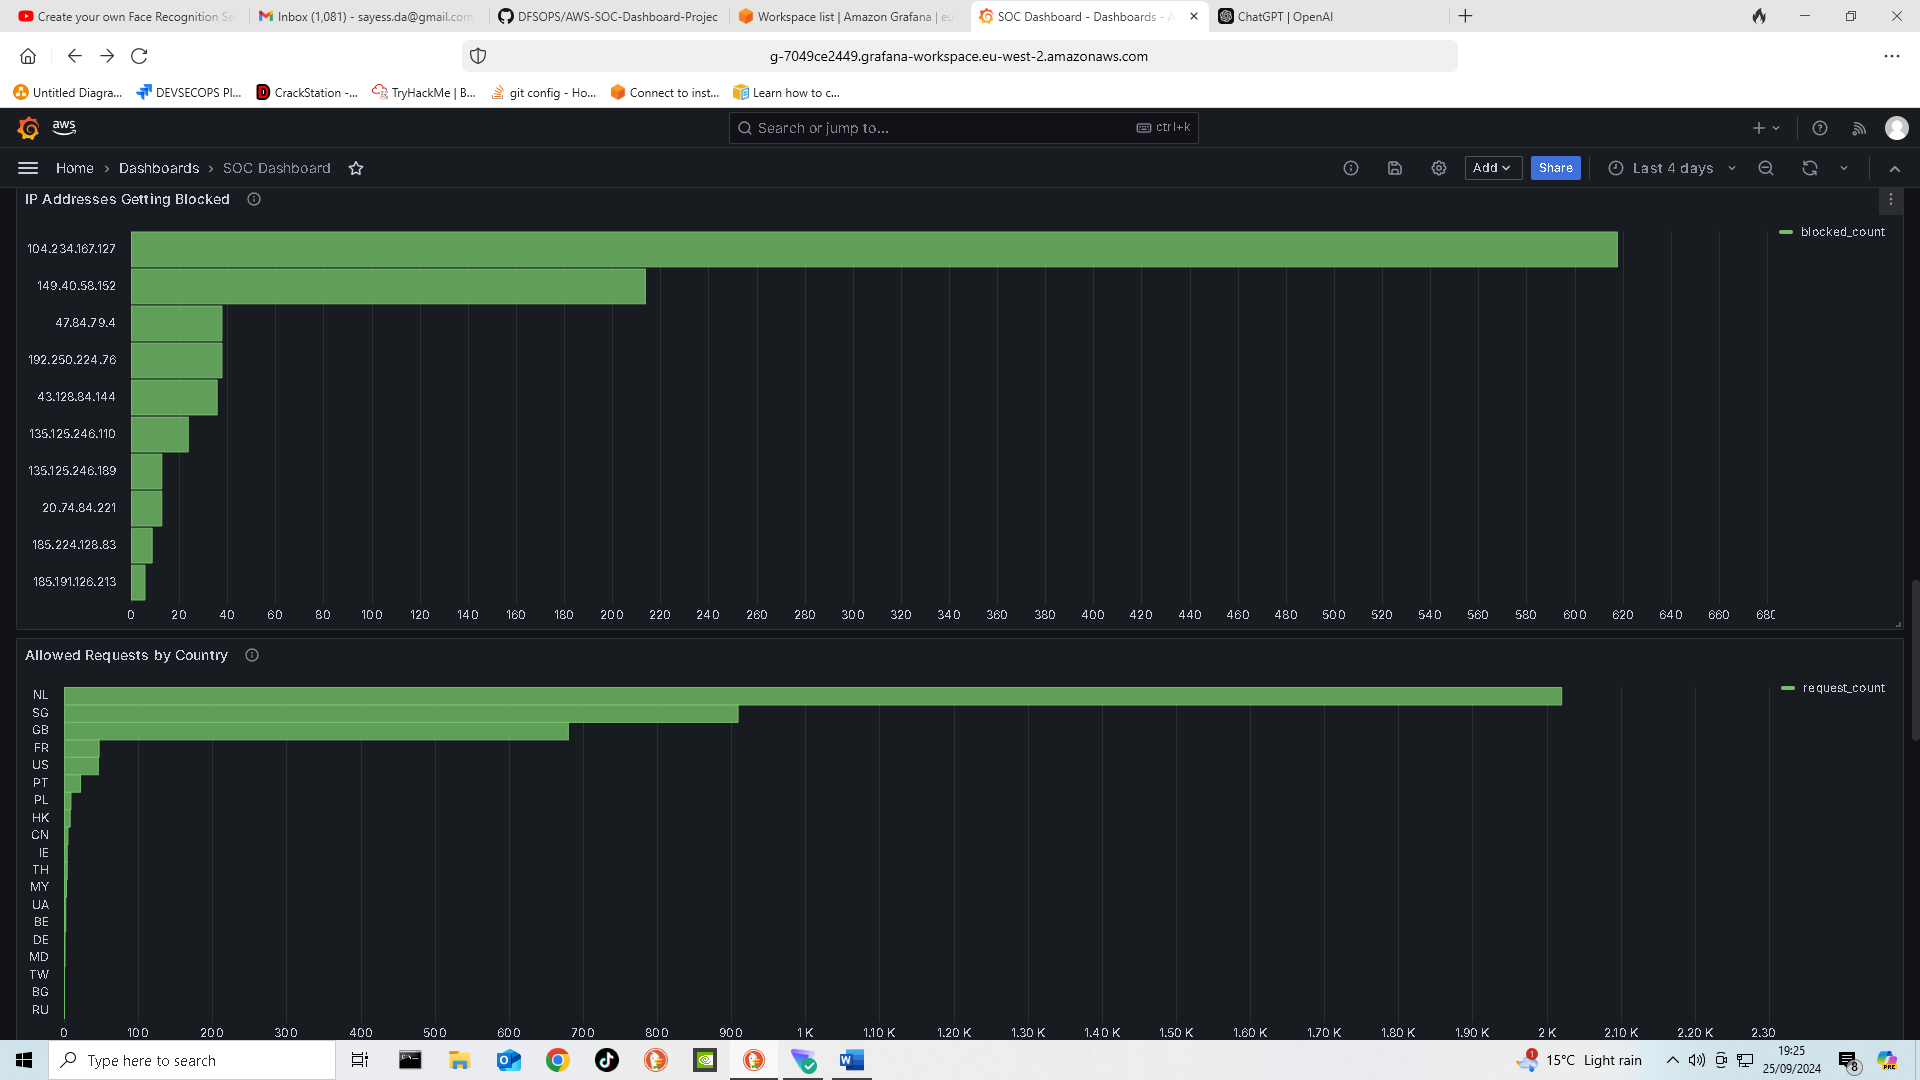 Create your own Face Recognition Se
Inbox (1,081) - sayess.da@gmail.com
DFSOPS/AWS-SOC-Dashboard-Projec
Workspace list | Amazon Grafana | eu
SOC Dashboard - Dashboards - A
ChatGPT | OpenAI
g-7049ce2449.grafana-workspace.eu-west-2.amazonaws.com
Untitled Diagra...
DEVSECOPS Pl...
CrackStation -...
TryHackMe | B...
git config - Ho...
Connect to inst...
Learn how to c...
aws
Search or jump to...
ctrl+k
Home › Dashboards › SOC Dashboard
Add
Share
Last 4 days
IP Addresses Getting Blocked
blocked_count
104.234.167.127
149.40.58.152
47.84.79.4
192.250.224.76
43.128.84.144
135.125.246.110
135.125.246.189
20.74.84.221
185.224.128.83
185.191.126.213
0 20 40 60 80 100 120 140 160 180 200 220 240 260 280 300 320 340 360 380 400 420 440 460 480 500 520 540 560 580 600 620 640 660 680
Allowed Requests by Country
request_count
NL
SG
GB
FR
US
PT
PL
HK
CN
IE
TH
MY
UA
BE
DE
MD
TW
BG
RU
0 100 200 300 400 500 600 700 800 900 1 K 1.10 K 1.20 K 1.30 K 1.40 K 1.50 K 1.60 K 1.70 K 1.80 K 1.90 K 2 K 2.10 K 2.20 K 2.30
Type here to search
1
15°C Light rain
19:25
25/09/2024
8
PRE